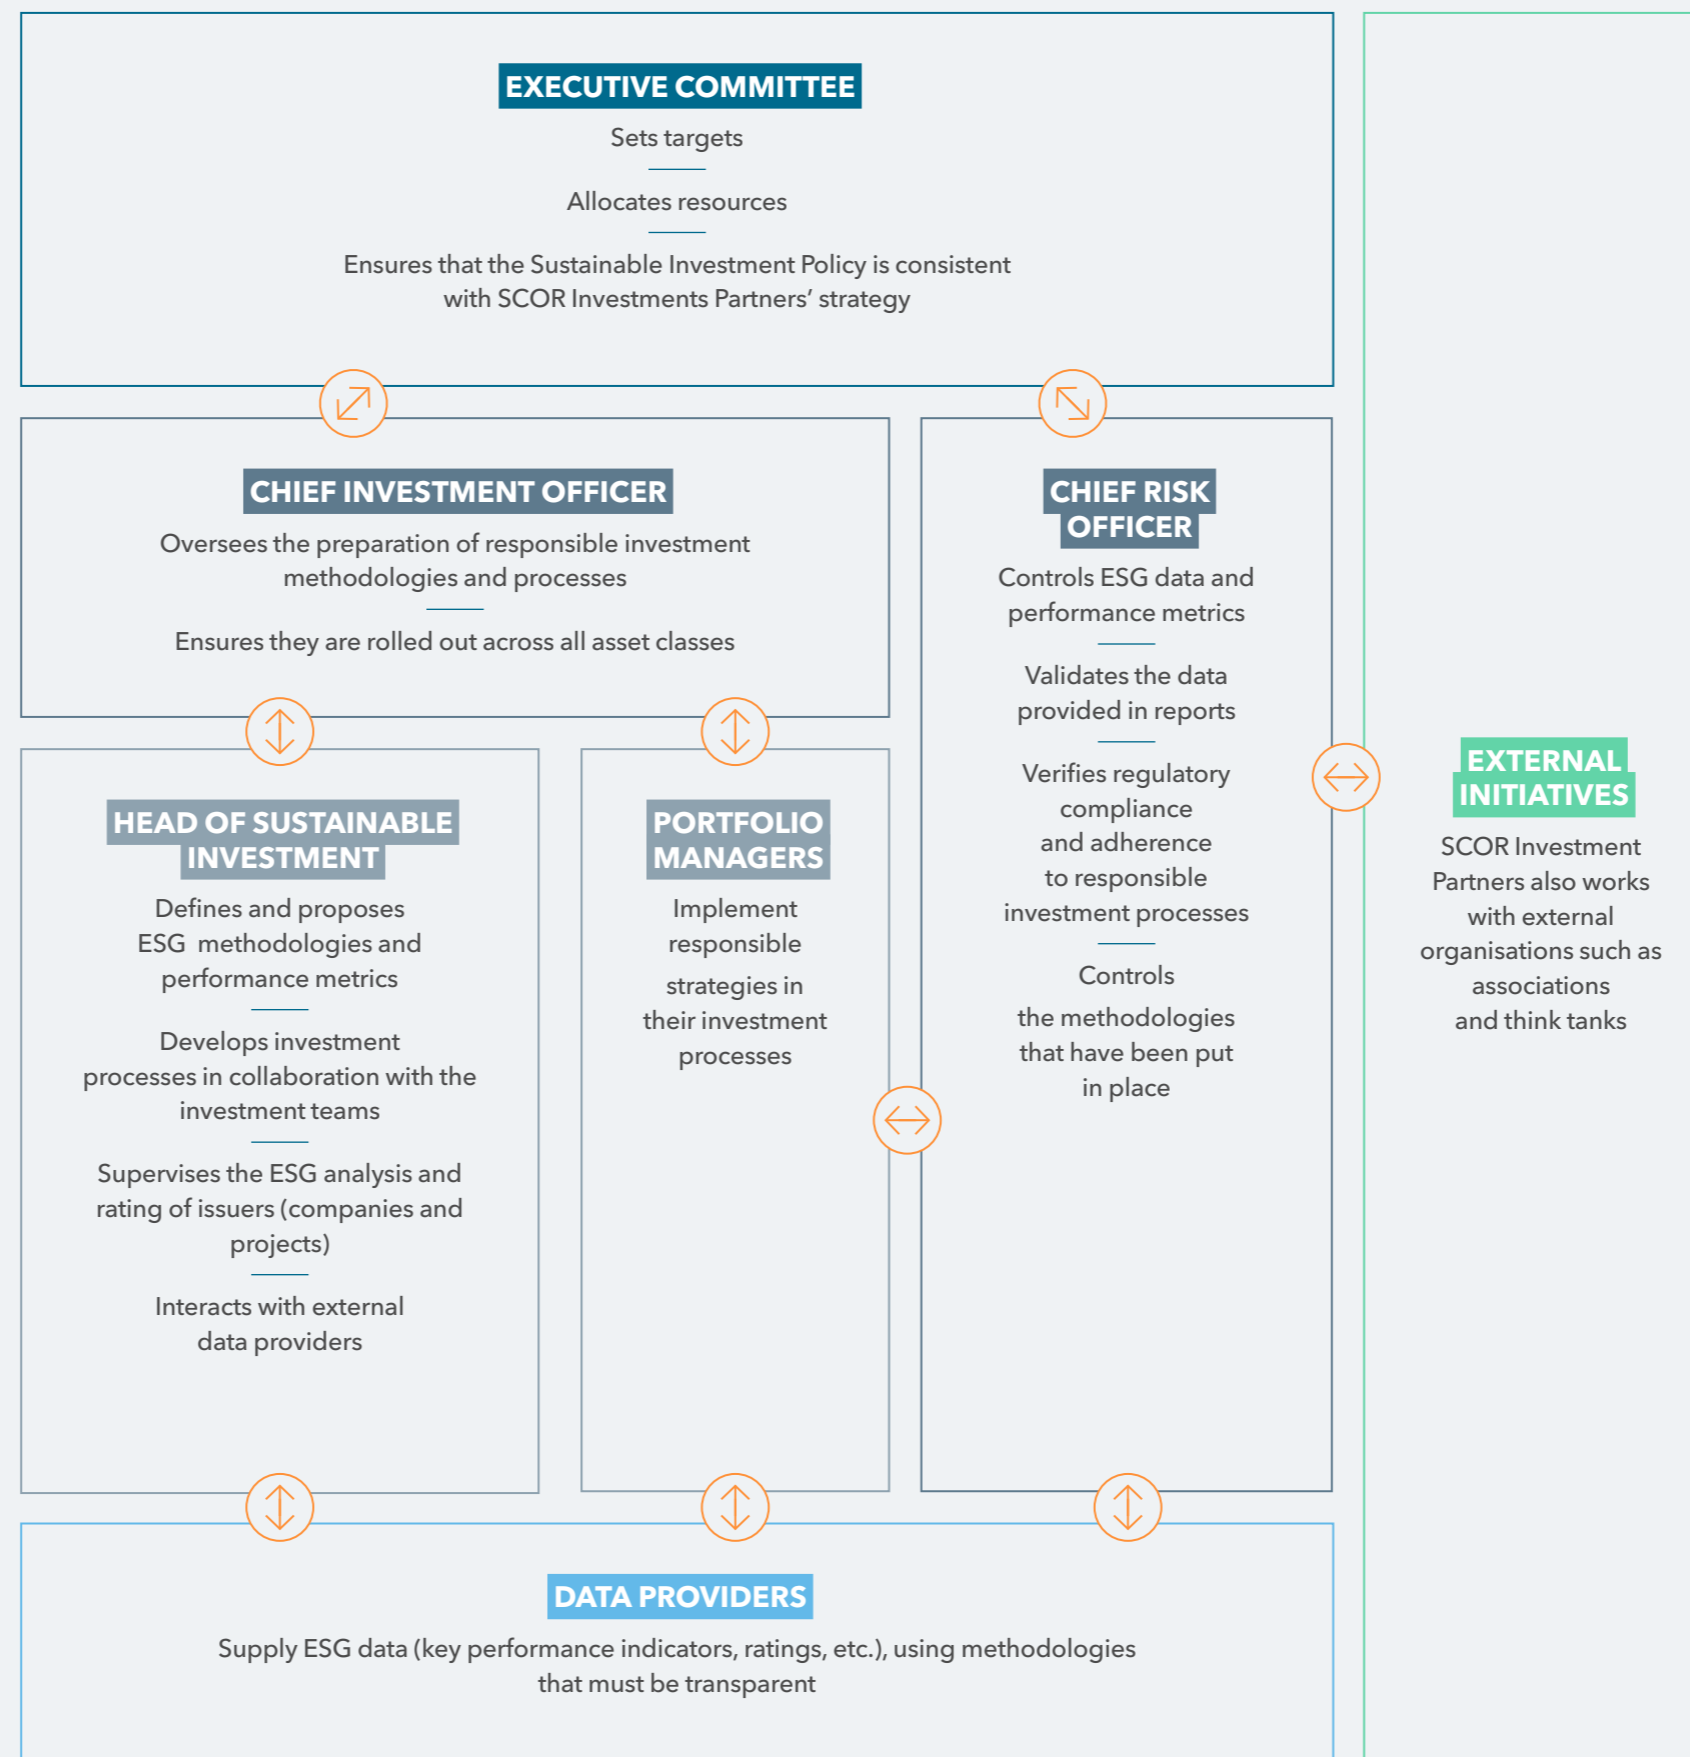 EXECUTIVE COMMITTEE
Sets targets
Allocates resources
Ensures that the Sustainable Investment Policy is consistent
with SCOR Investments Partners’ strategy
CHIEF INVESTMENT OFFICER
Oversees the preparation of responsible investment
methodologies and processes
Ensures they are rolled out across all asset classes
CHIEF RISK
OFFICER
Controls ESG data and
performance metrics
Validates the data
provided in reports
Verifies regulatory
compliance
and adherence
to responsible
investment processes
Controls
the methodologies
that have been put
in place
HEAD OF SUSTAINABLE
INVESTMENT
Defines and proposes
ESG methodologies and
performance metrics
Develops investment
processes in collaboration with the
investment teams
Supervises the ESG analysis and
rating of issuers (companies and
projects)
Interacts with external
data providers
PORTFOLIO
MANAGERS
Implement
responsible
strategies in
their investment
processes
EXTERNAL
INITIATIVES
SCOR Investment
Partners also works
with external
organisations such as
associations
and think tanks
DATA PROVIDERS
Supply ESG data (key performance indicators, ratings, etc.), using methodologies
that must be transparent